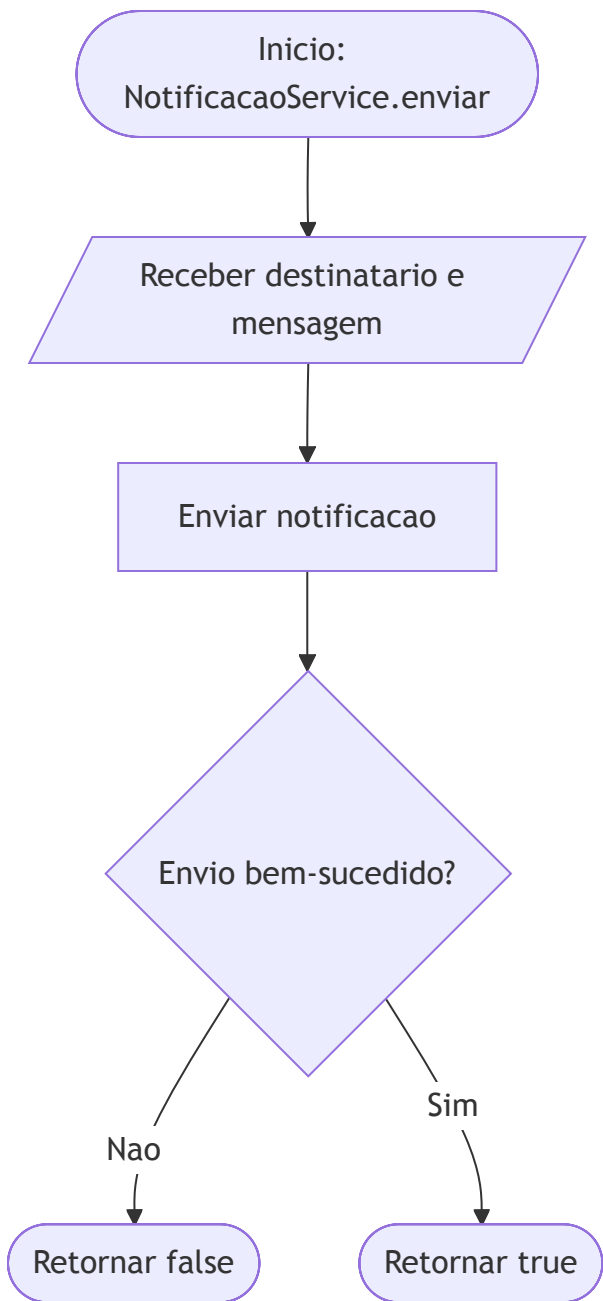 Inicio:
NotificacaoService.enviar
Receber destinatario e
mensagem
Enviar notificacao
Envio bem-sucedido?
Nao
Sim
Retornar false
Retornar true